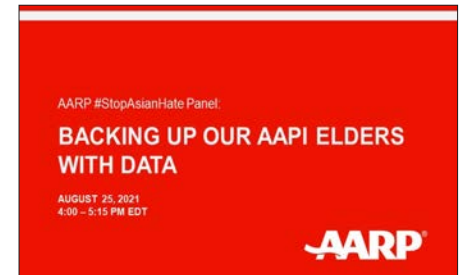 AARP #StopAsianHate Panel:
BACKING UP OUR AAPI ELDERS
WITH DATA
AUGUST 25, 2021
4:00 – 5:15 PM EDT
AARP®